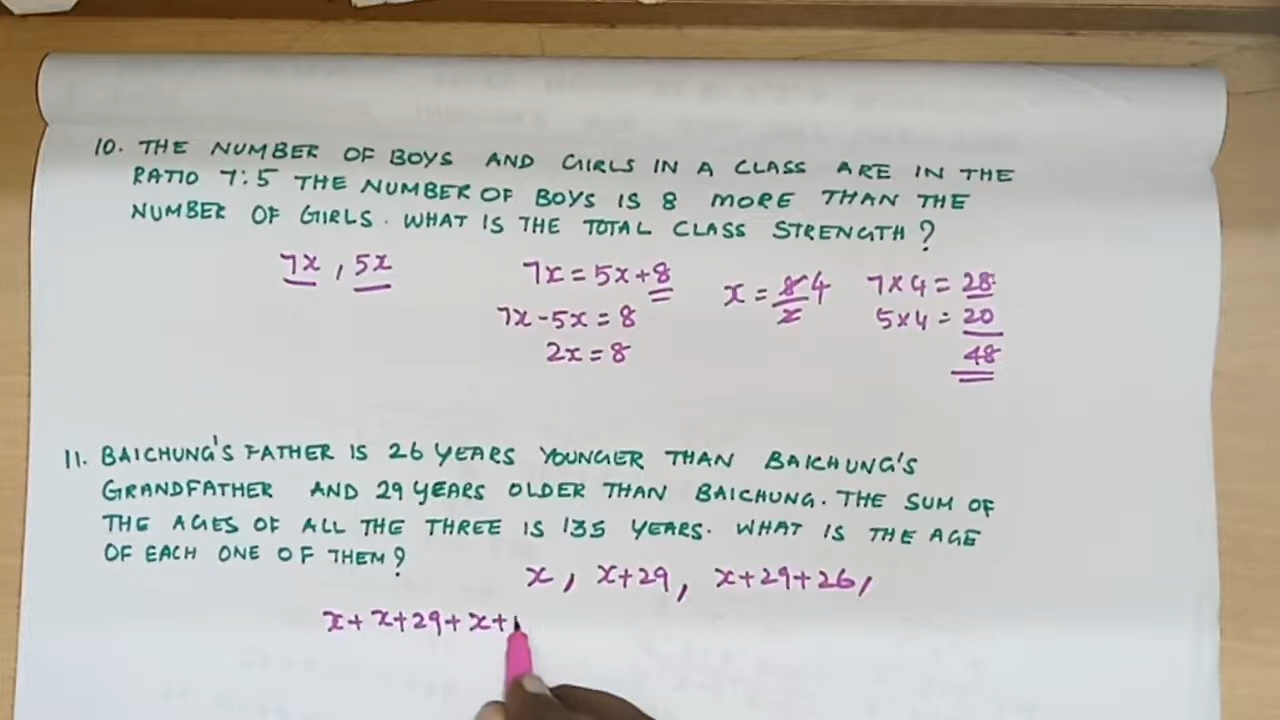 10. THE NUMBER OF BOYS AND GIRLS IN A CLASS ARE IN THE
RATIO 7:5 THE NUMBER OF BOYS IS 8 MORE THAN THE
NUMBER OF GIRLS. WHAT IS THE TOTAL CLASS STRENGTH?
7x, 5x
7x = 5x+8
7x-5x = 8
2x = 8
x = 8/2 4
7x4 = 28
5x4 = 20
48
11. BAICHUNG'S FATHER IS 26 YEARS YOUNGER THAN BAICHUNG'S
GRANDFATHER AND 29 YEARS OLDER THAN BAICHUNG. THE SUM OF
THE AGES OF ALL THE THREE IS 135 YEARS. WHAT IS THE AGE
OF EACH ONE OF THEM?
x, x+29, x+29+26,
x+ x+29+ x+